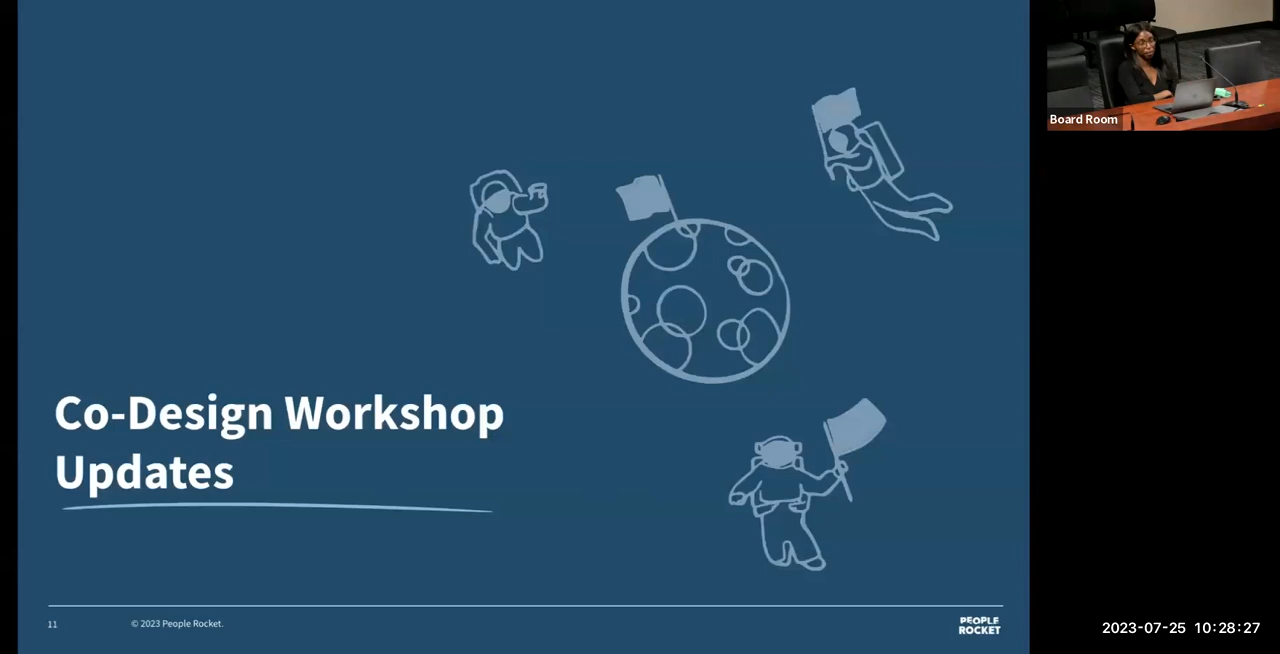 Board Room
Co-Design Workshop
Updates
11
© 2023 People Rocket.
PEOPLE
ROCKET
2023-07-25 10:28:27